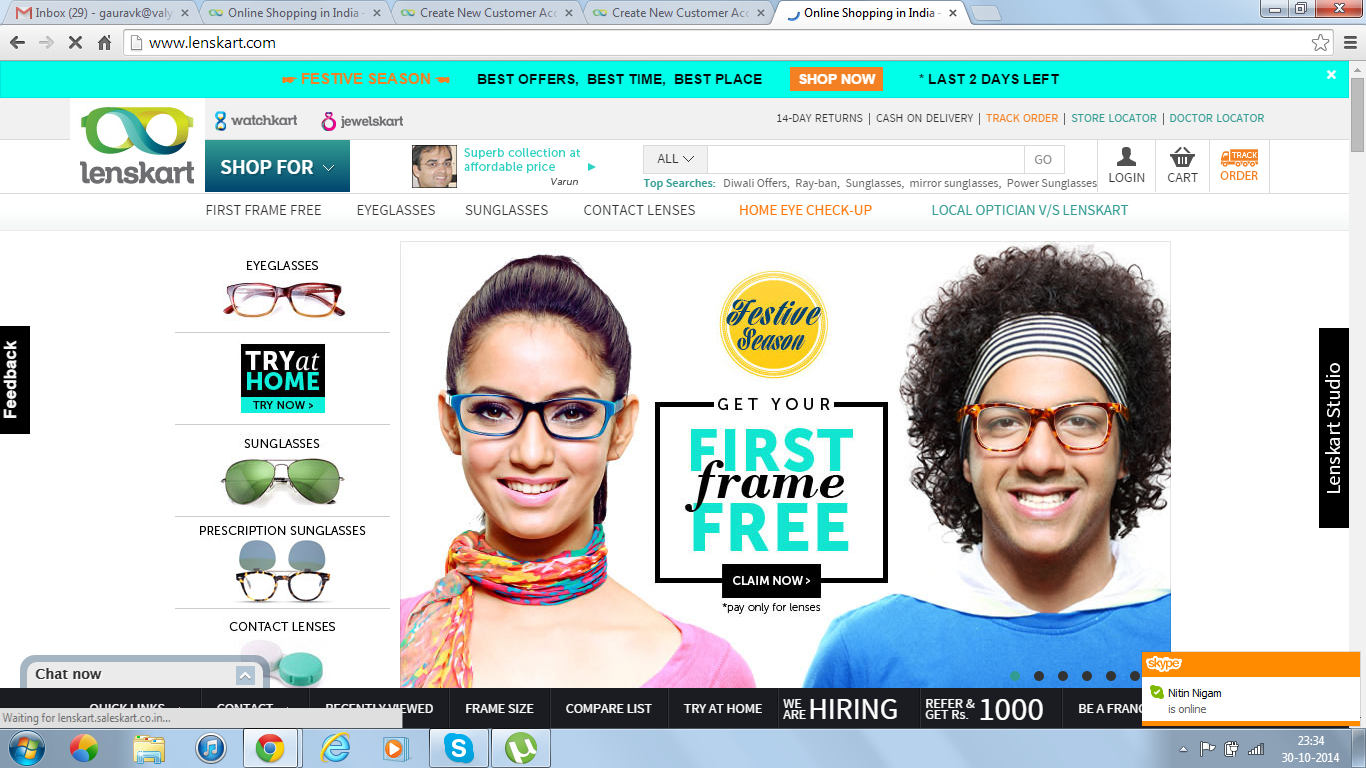 Inbox (29) - gauravk@valy
Online Shopping in India -
Create New Customer Acc
Create New Customer Acc
Online Shopping in India -
www.lenskart.com
FESTIVE SEASON BEST OFFERS, BEST TIME, BEST PLACE SHOP NOW * LAST 2 DAYS LEFT
lenskart
watchkart
jewelskart
14-DAY RETURNS | CASH ON DELIVERY | TRACK ORDER | STORE LOCATOR | DOCTOR LOCATOR
SHOP FOR
Superb collection at
affordable price
Varun
ALL
GO
Top Searches: Diwali Offers, Ray-ban, Sunglasses, mirror sunglasses, Power Sunglasses
LOGIN
CART
TRACK
ORDER
FIRST FRAME FREE EYEGLASSES SUNGLASSES CONTACT LENSES HOME EYE CHECK-UP LOCAL OPTICIAN V/S LENSKART
EYEGLASSES
TRY at
HOME
TRY NOW >
SUNGLASSES
PRESCRIPTION SUNGLASSES
CONTACT LENSES
Feedback
Festive
Season
GET YOUR
FIRST
frame
FREE
CLAIM NOW >
*pay only for lenses
Lenskart Studio
Chat now
skype
Nitin Nigam
is online
QUICK LINKS CONTACT RECENTLY VIEWED FRAME SIZE COMPARE LIST TRY AT HOME WE ARE HIRING REFER & GET Rs. 1000 BE A FRANC
Waiting for lenskart.saleskart.co.in...
23:34
30-10-2014